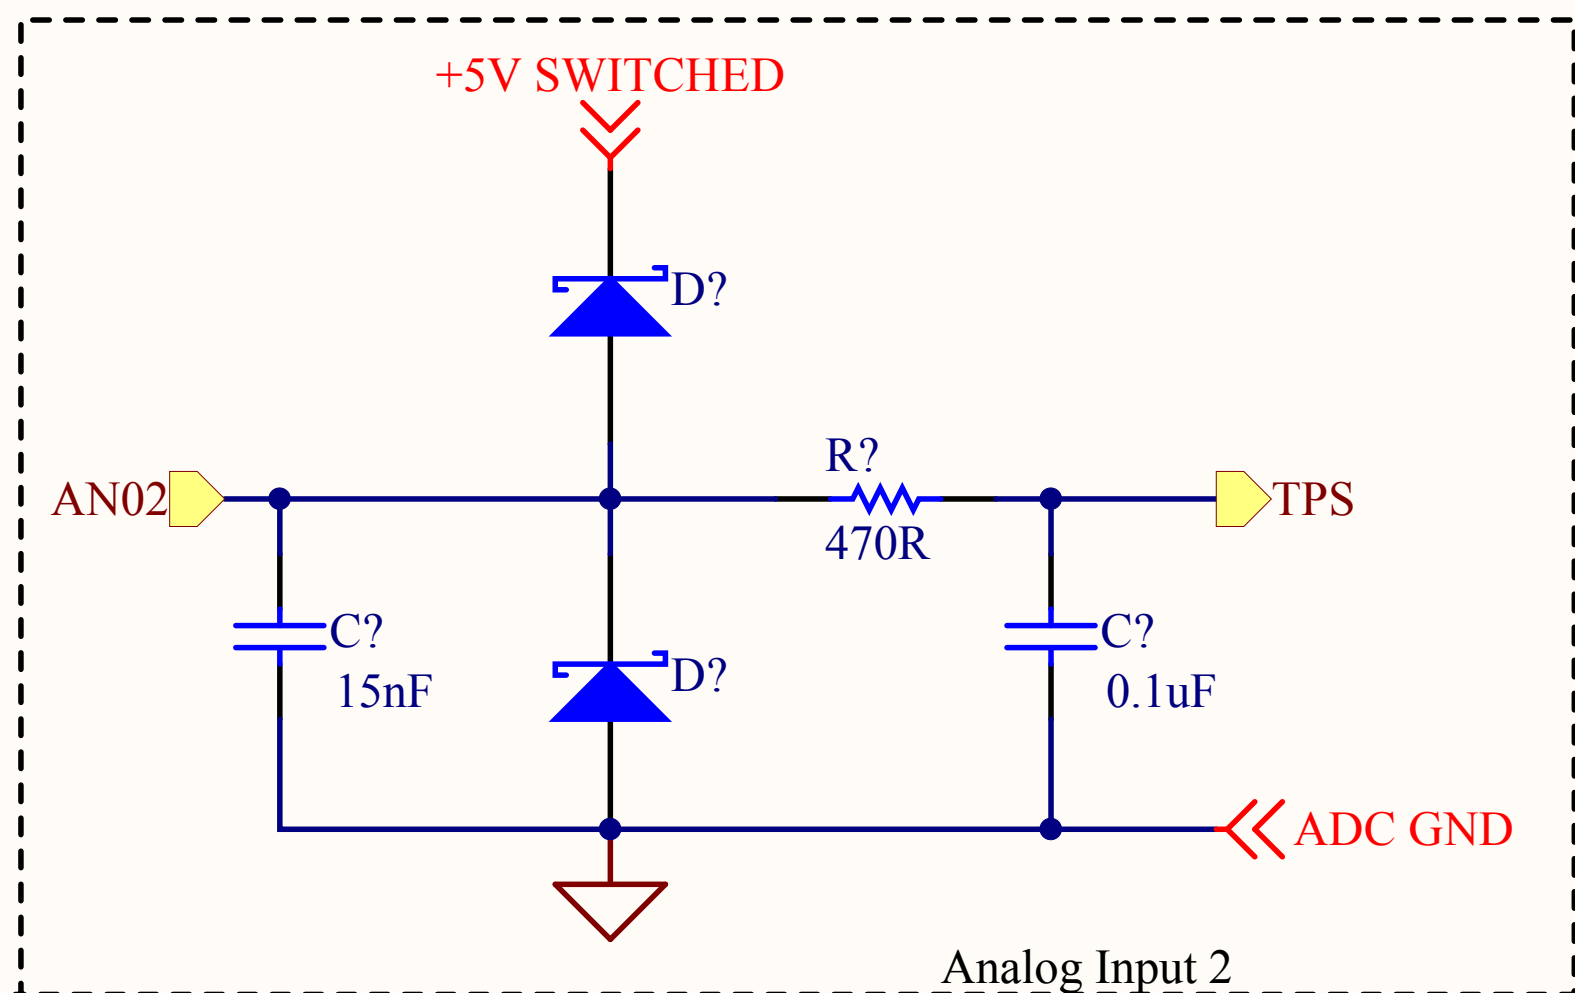 +5V SWITCHED
D?
R?
AN02
TPS
470R
C?
15nF
D?
C?
0.1uF
ADC GND
Analog Input 2